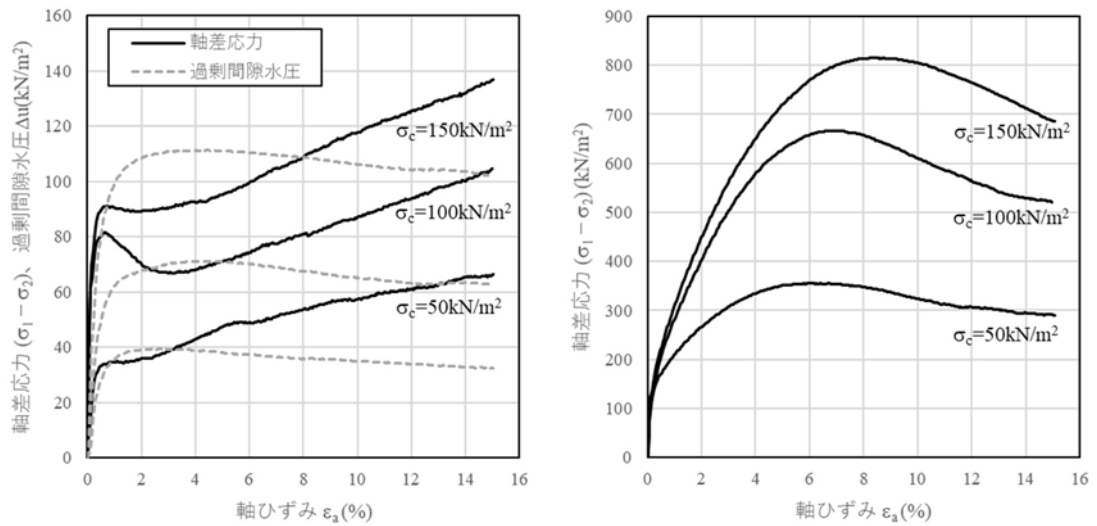 160
140
120
100
80
60
40
20
0
軸差応力 (σ₁ − σ₂)、過剰間隙水圧Δu(kN/m²)
軸差応力
過剰間隙水圧
σc=150kN/m²
σc=100kN/m²
σc=50kN/m²
0 2 4 6 8 10 12 14 16
軸ひずみ εa(%)
900
800
700
600
500
400
300
200
100
0
軸差応力 (σ₁ − σ₂) (kN/m²)
σc=150kN/m²
σc=100kN/m²
σc=50kN/m²
0 2 4 6 8 10 12 14 16
軸ひずみ εa(%)